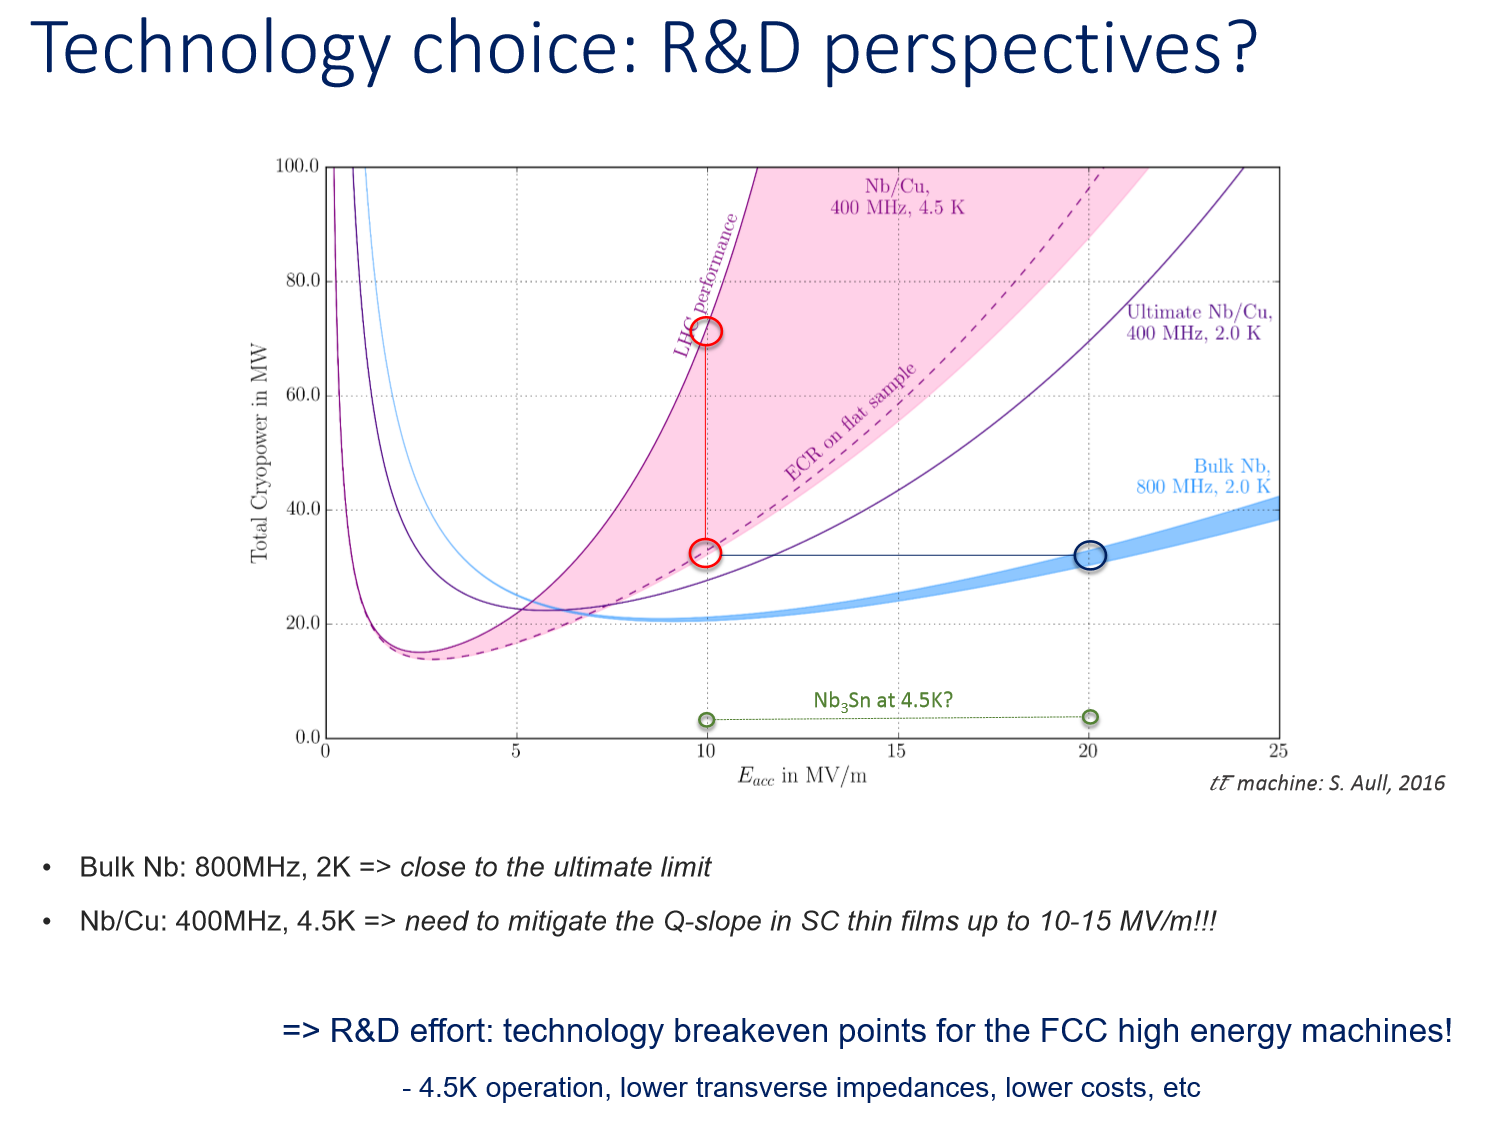 Technology choice: R&D perspectives?
100.0
80.0
60.0
40.0
20.0
0.0
Total Cryopower in MW
Nb/Cu,
400 MHz, 4.5 K
LHC performance
ECR on flat sample
Ultimate Nb/Cu,
400 MHz, 2.0 K
Bulk Nb,
800 MHz, 2.0 K
Nb₃Sn at 4.5K?
0 5 10 15 20 25
E_acc in MV/m
tt̅ machine: S. Aull, 2016
• Bulk Nb: 800MHz, 2K => close to the ultimate limit
• Nb/Cu: 400MHz, 4.5K => need to mitigate the Q-slope in SC thin films up to 10-15 MV/m!!!
=> R&D effort: technology breakeven points for the FCC high energy machines!
- 4.5K operation, lower transverse impedances, lower costs, etc